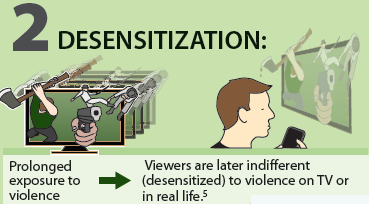 2 DESENSITIZATION:
Prolonged
exposure to
violence
Viewers are later indifferent
(desensitized) to violence on TV or
in real life.5